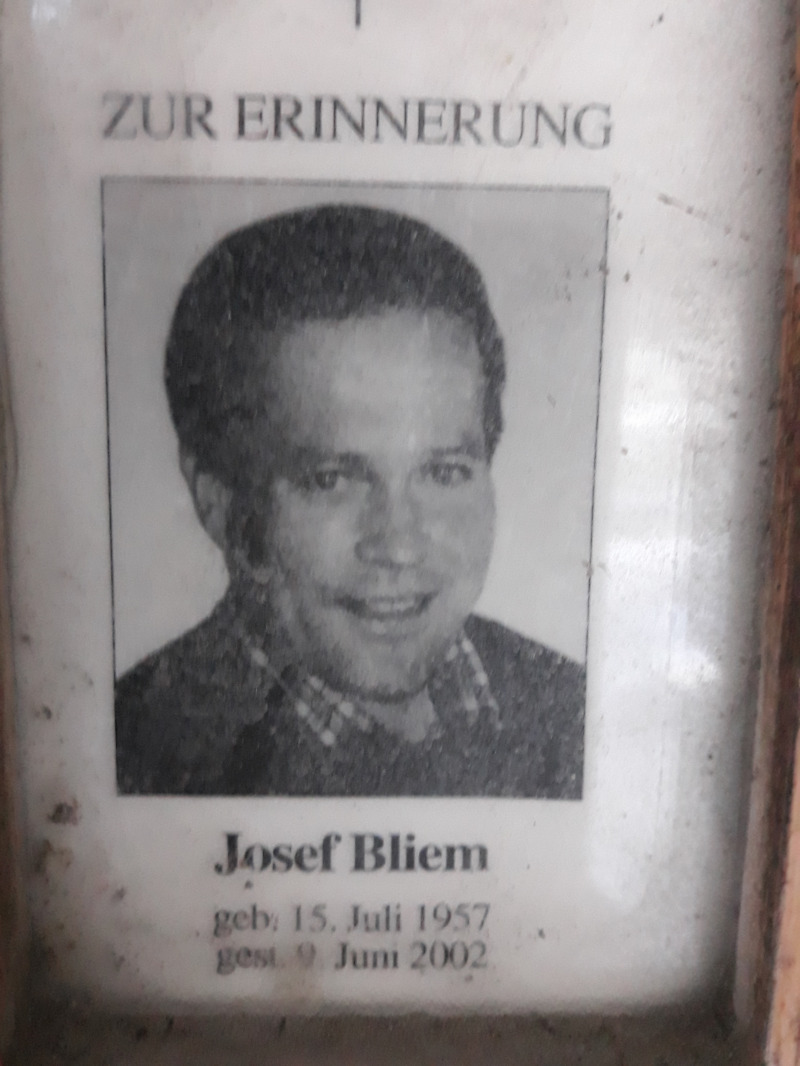 ZUR ERINNERUNG
Josef Bliem
geb. 15. Juli 1957
gest. 9. Juni 2002